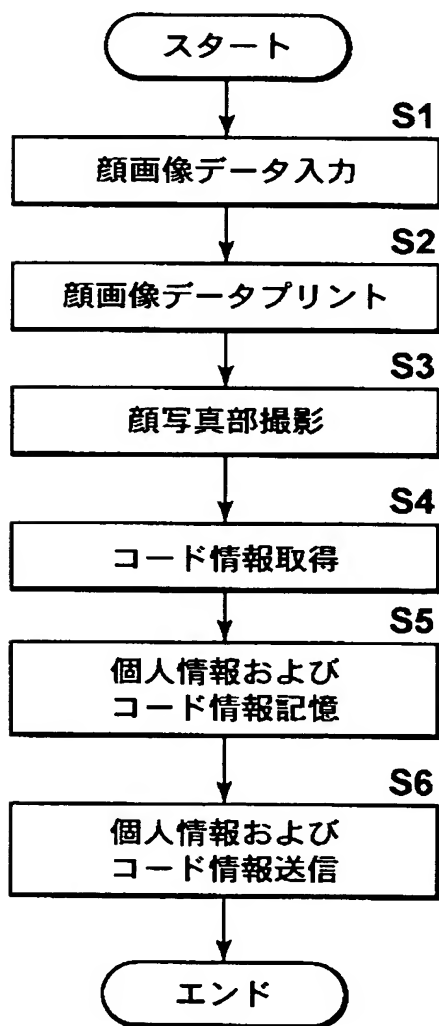 スタート
S1
顔画像データ入力
S2
顔画像データプリント
S3
顔写真部撮影
S4
コード情報取得
S5
個人情報および
コード情報記憶
S6
個人情報および
コード情報送信
エンド